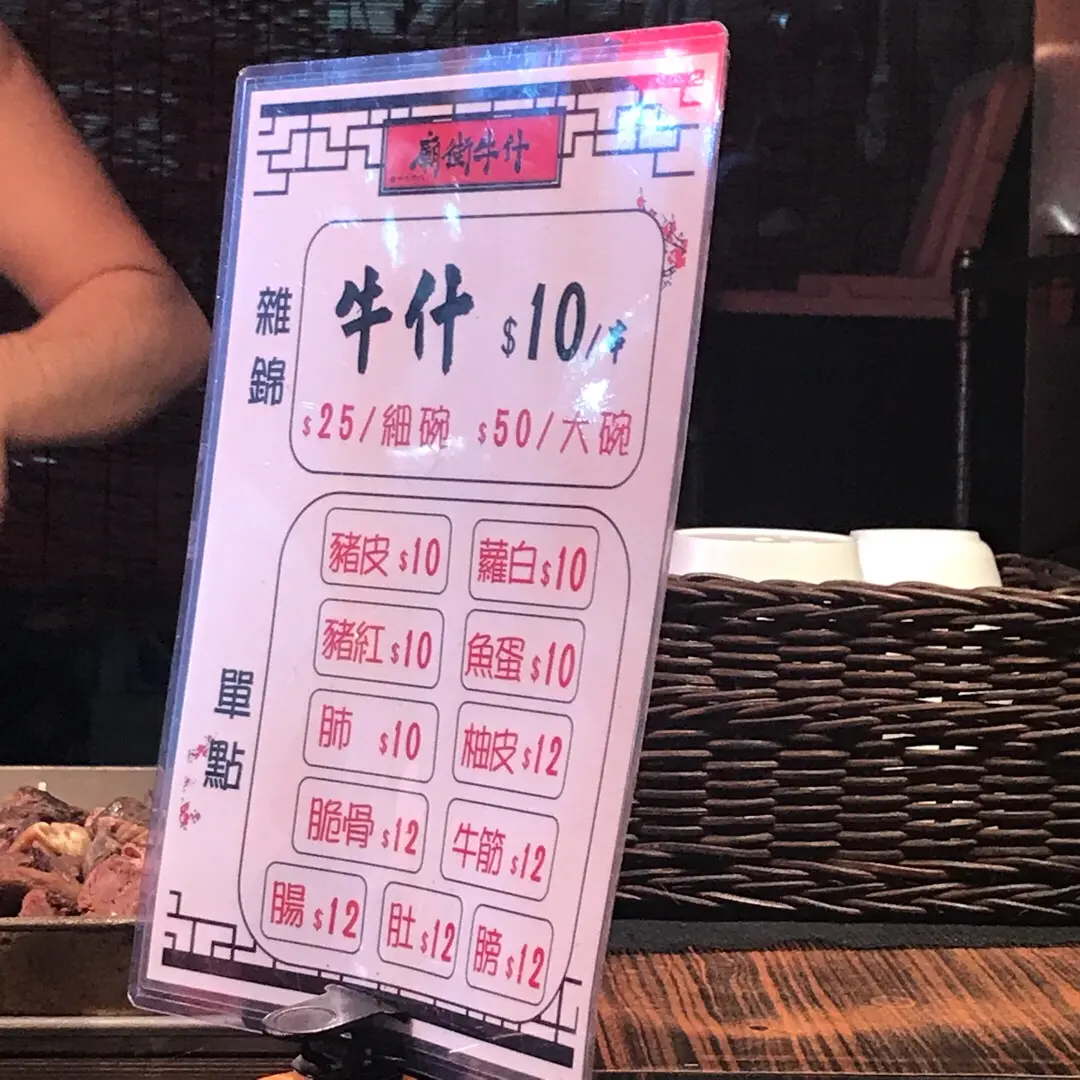 廟街牛什
雜錦
牛什 $10/串
$25/細碗 $50/大碗
單點
豬皮 $10 蘿白 $10
豬紅 $10 魚蛋 $10
肺 $10 柚皮 $12
脆骨 $12 牛筋 $12
腸 $12 肚 $12 膀 $12